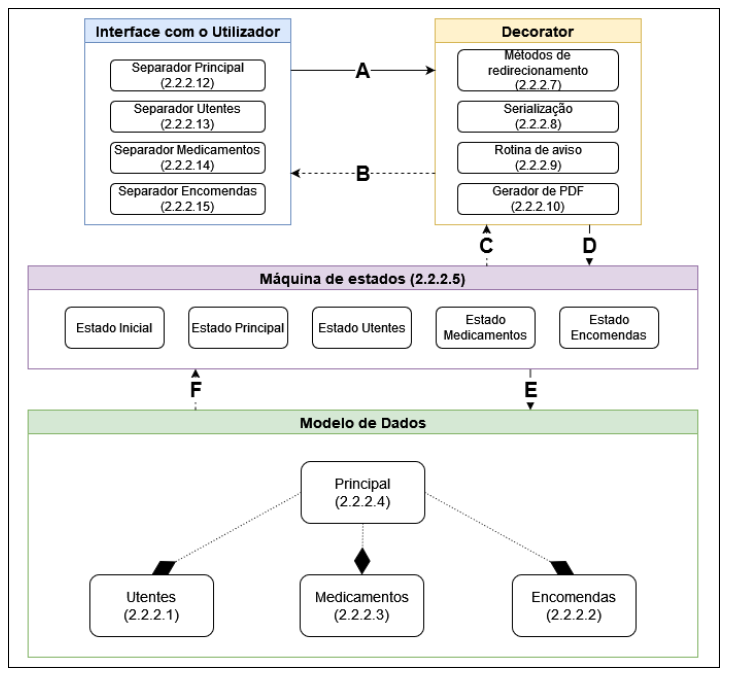 Interface com o Utilizador
Separador Principal
(2.2.2.12)
Separador Utentes
(2.2.2.13)
Separador Medicamentos
(2.2.2.14)
Separador Encomendas
(2.2.2.15)
A
B
Decorator
Métodos de
redirecionamento
(2.2.2.7)
Serialização
(2.2.2.8)
Rotina de aviso
(2.2.2.9)
Gerador de PDF
(2.2.2.10)
C
D
Máquina de estados (2.2.2.5)
Estado Inicial
Estado Principal
Estado Utentes
Estado
Medicamentos
Estado
Encomendas
F
E
Modelo de Dados
Principal
(2.2.2.4)
Utentes
(2.2.2.1)
Medicamentos
(2.2.2.3)
Encomendas
(2.2.2.2)